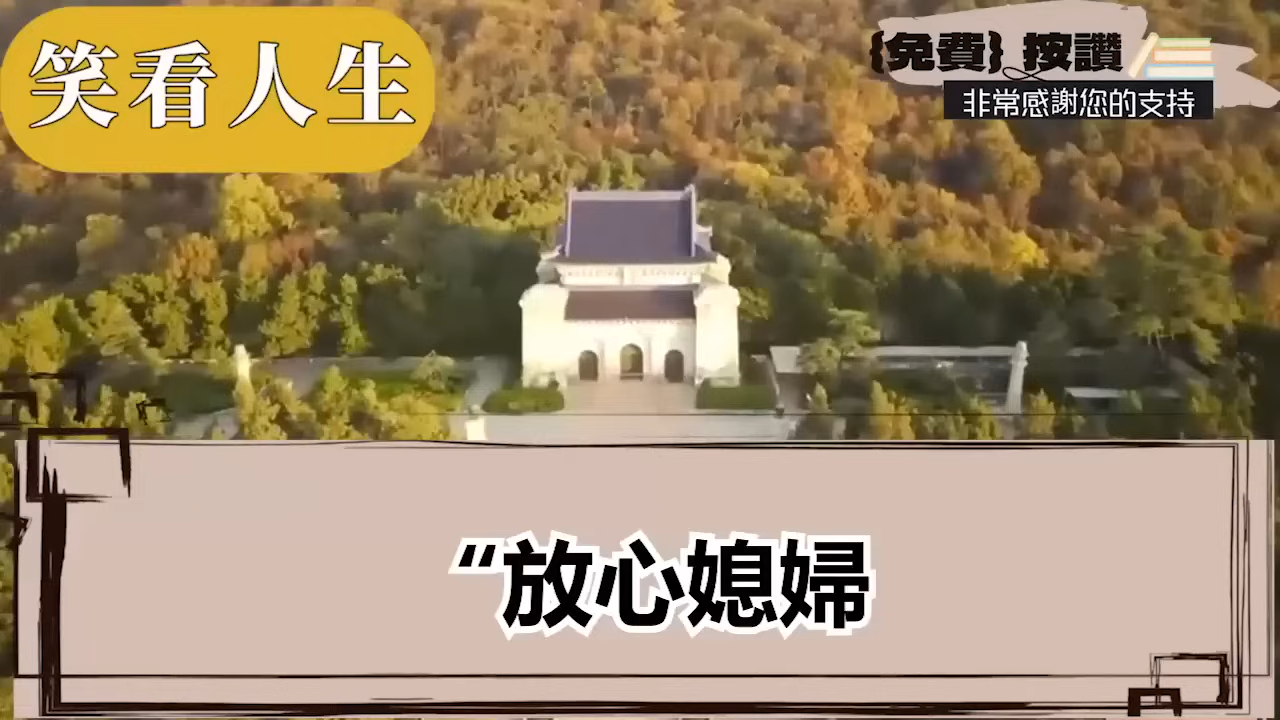 笑看人生
{免費} 按讚
非常感謝您的支持
“放心媳婦